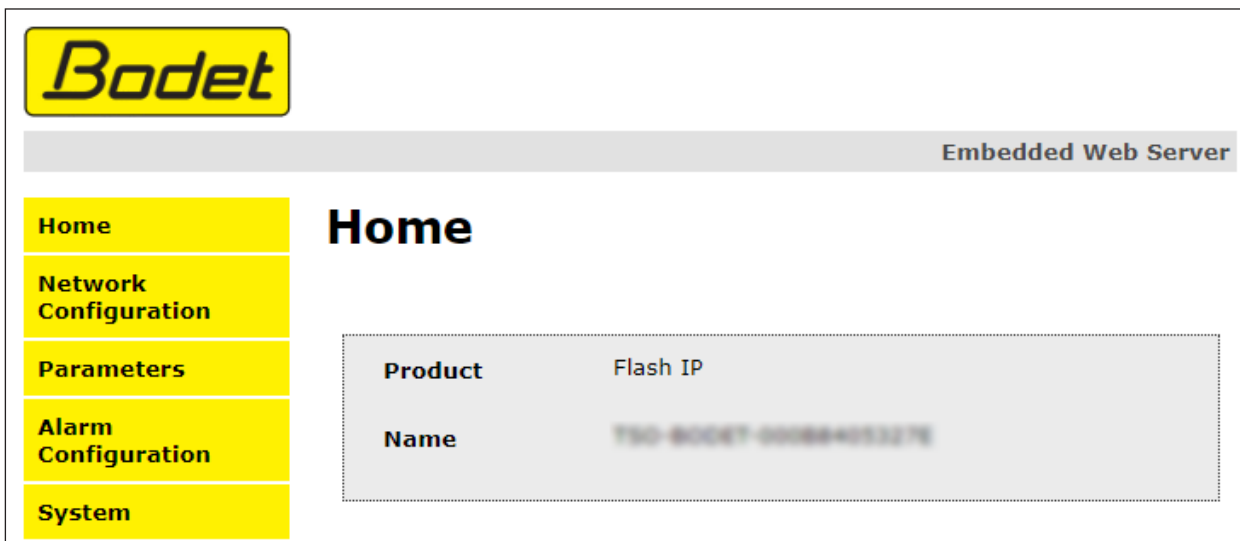 Bodet
Embedded Web Server
Home
Network
Configuration
Parameters
Alarm
Configuration
System
Home
Product Flash IP
Name